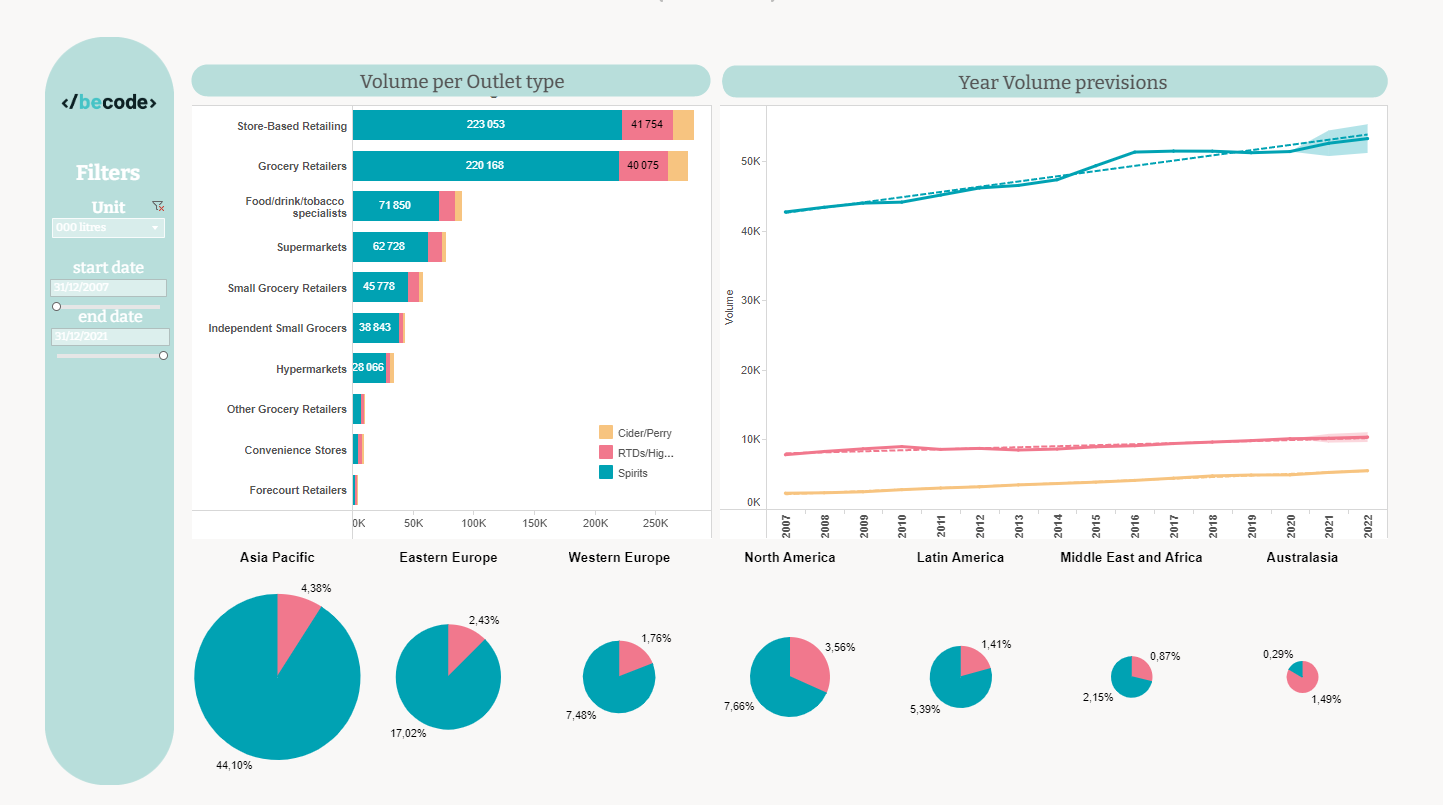 </becode>
Filters
Unit
000 litres
start date
31/12/2007
end date
31/12/2021
Volume per Outlet type
Store-Based Retailing
223 053
41 754
Grocery Retailers
220 168
40 075
Food/drink/tobacco
specialists
71 850
Supermarkets
62 728
Small Grocery Retailers
45 778
Independent Small Grocers
38 843
Hypermarkets
28 066
Other Grocery Retailers
Convenience Stores
Forecourt Retailers
Cider/Perry
RTDs/Hig...
Spirits
0K
50K
100K
150K
200K
250K
Year Volume previsions
Volume
50K
40K
30K
20K
10K
0K
2007
2008
2009
2010
2011
2012
2013
2014
2015
2016
2017
2018
2019
2020
2021
2022
Asia Pacific
4,38%
44,10%
Eastern Europe
2,43%
17,02%
Western Europe
1,76%
7,48%
North America
3,56%
7,66%
Latin America
1,41%
5,39%
Middle East and Africa
0,87%
2,15%
Australasia
0,29%
1,49%